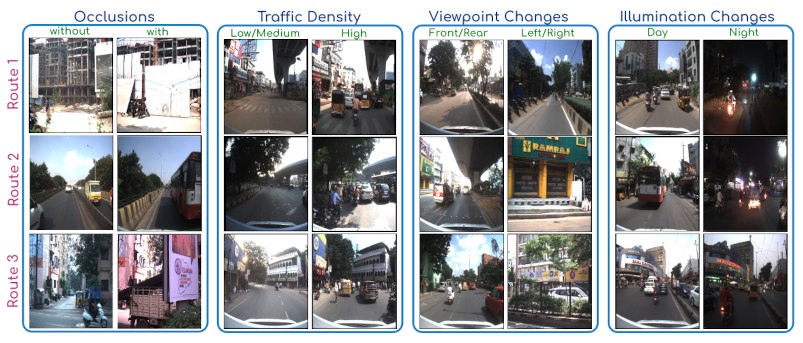 Occlusions
Traffic Density
Viewpoint Changes
Illumination Changes
without
with
Low/Medium
High
Front/Rear
Left/Right
Day
Night
Route 1
Route 2
RAMRAJ
Route 3